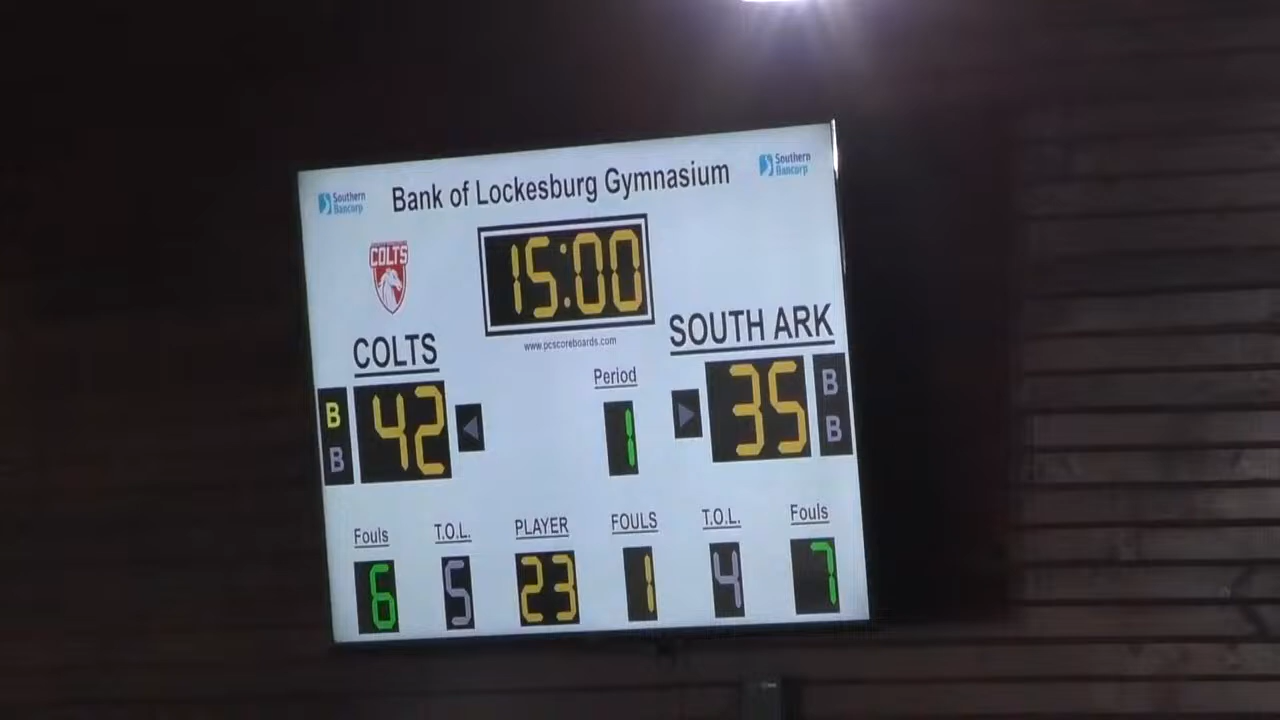 Southern Bancorp
Bank of Lockesburg Gymnasium
Southern Bancorp
COLTS
15:00
www.pcscoreboards.com
COLTS
SOUTH ARK
Period
B
B
42
1
35
B
B
Fouls
T.O.L.
PLAYER
FOULS
T.O.L.
Fouls
6
5
23
1
4
7